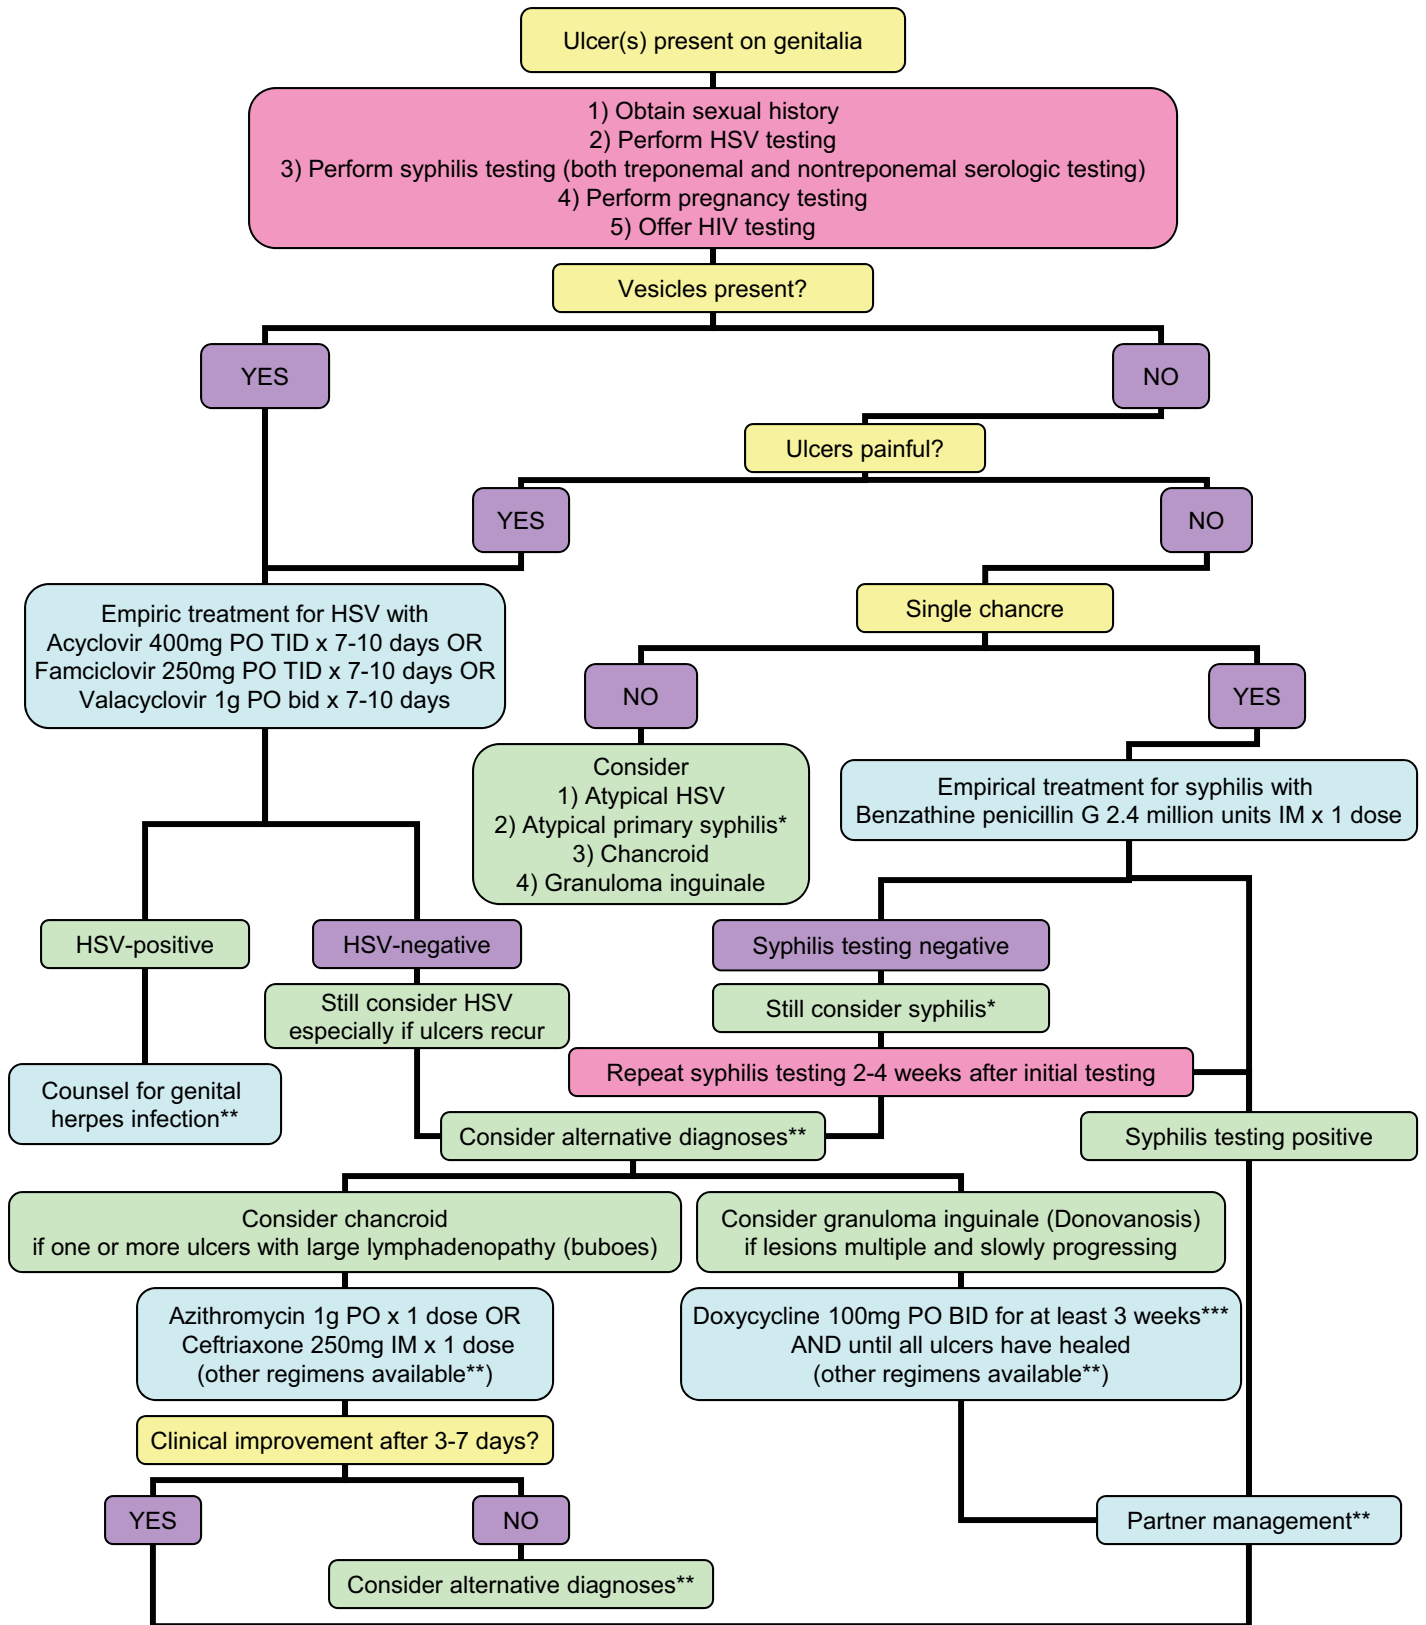 Ulcer(s) present on genitalia
1) Obtain sexual history
2) Perform HSV testing
3) Perform syphilis testing (both treponemal and nontreponemal serologic testing)
4) Perform pregnancy testing
5) Offer HIV testing
Vesicles present?
YES
NO
Ulcers painful?
YES
NO
Empiric treatment for HSV with
Acyclovir 400mg PO TID x 7-10 days OR
Famciclovir 250mg PO TID x 7-10 days OR
Valacyclovir 1g PO bid x 7-10 days
Single chancre
NO
YES
Consider
1) Atypical HSV
2) Atypical primary syphilis*
3) Chancroid
4) Granuloma inguinale
Empirical treatment for syphilis with
Benzathine penicillin G 2.4 million units IM x 1 dose
HSV-positive
HSV-negative
Syphilis testing negative
Still consider HSV
especially if ulcers recur
Still consider syphilis*
Repeat syphilis testing 2-4 weeks after initial testing
Counsel for genital
herpes infection**
Consider alternative diagnoses**
Syphilis testing positive
Consider chancroid
if one or more ulcers with large lymphadenopathy (buboes)
Consider granuloma inguinale (Donovanosis)
if lesions multiple and slowly progressing
Azithromycin 1g PO x 1 dose OR
Ceftriaxone 250mg IM x 1 dose
(other regimens available**)
Doxycycline 100mg PO BID for at least 3 weeks***
AND until all ulcers have healed
(other regimens available**)
Clinical improvement after 3-7 days?
YES
NO
Partner management**
Consider alternative diagnoses**